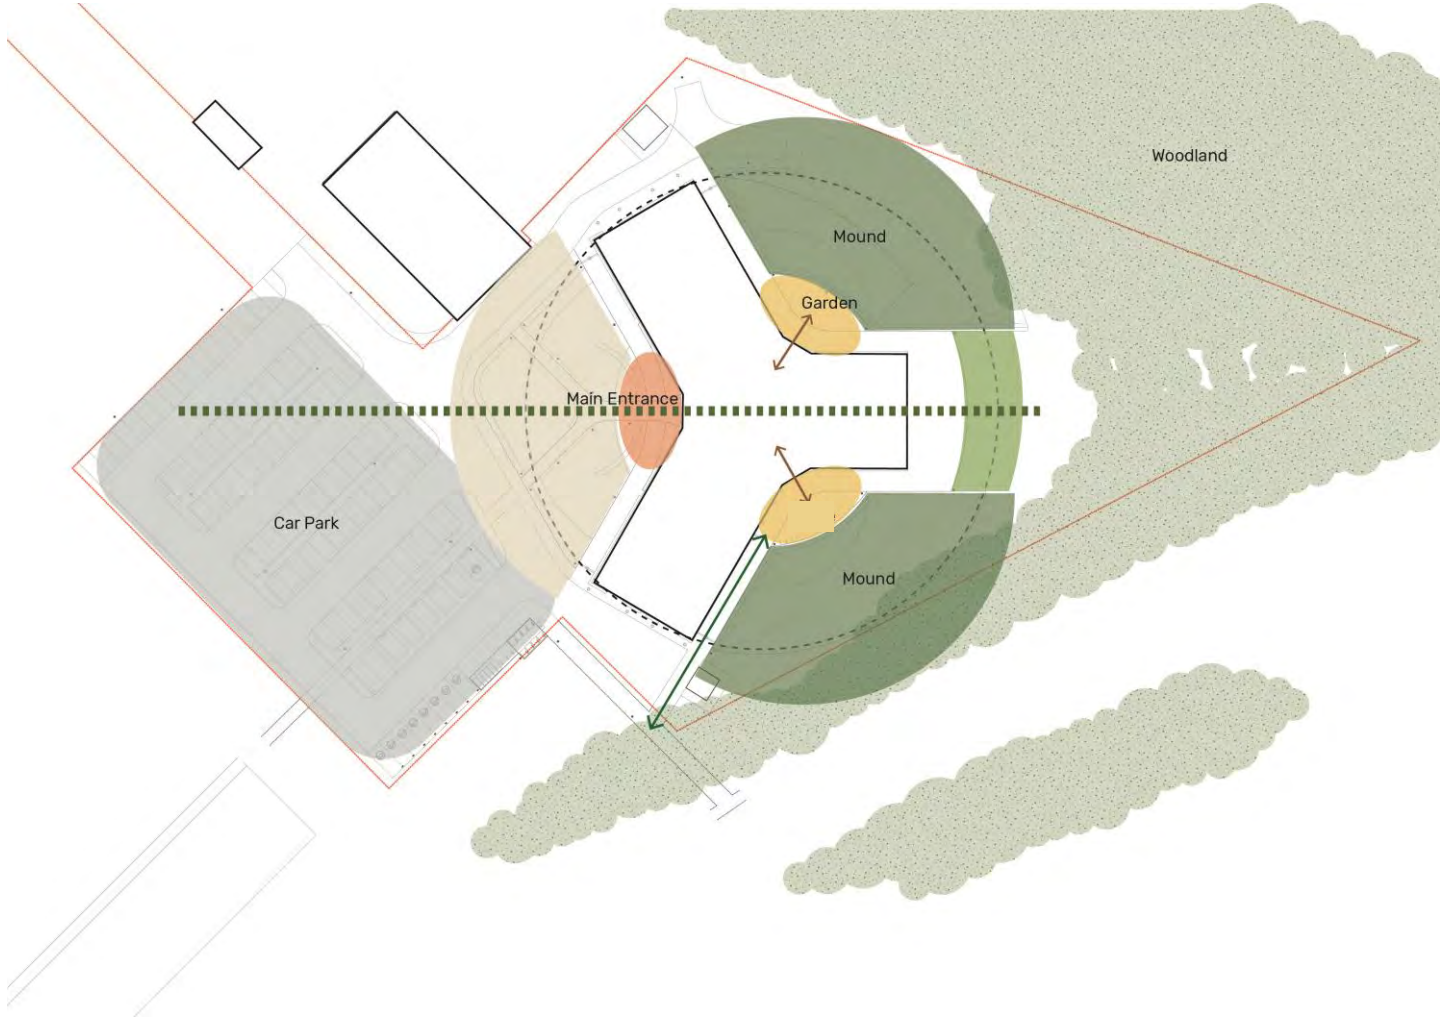 Woodland
Mound
Garden
Main Entrance
Car Park
Mound